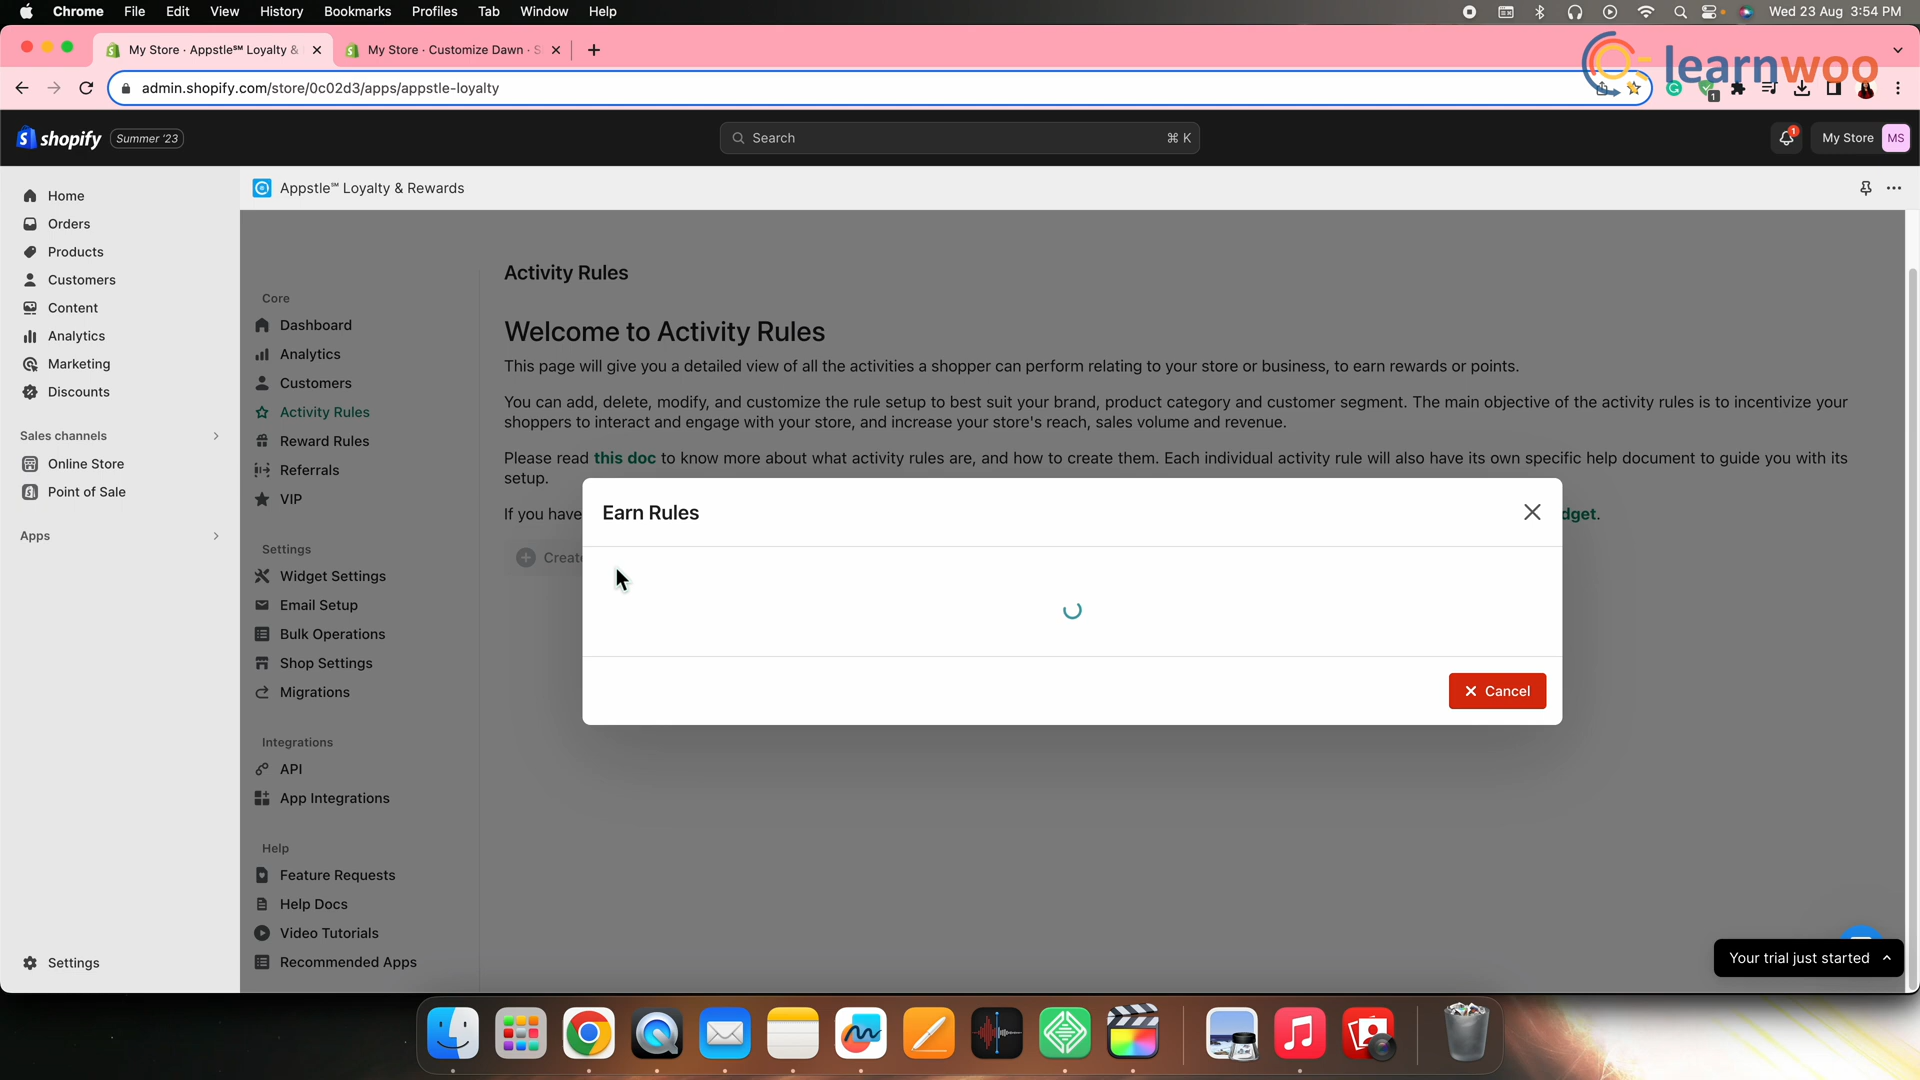 Chrome File Edit View History Bookmarks Profiles Tab Window Help Wed 23 Aug 3:54 PM
My Store · Appstle℠ Loyalty & My Store · Customize Dawn · S
admin.shopify.com/store/0c02d3/apps/appstle-loyalty 1
learnwoo
shopify Summer '23 Search ⌘ K 1 My Store MS
Appstle℠ Loyalty & Rewards
Home
Orders
Products
Customers
Content
Analytics
Marketing
Discounts
Sales channels
Online Store
Point of Sale
Apps
Settings
Core
Dashboard
Analytics
Customers
Activity Rules
Reward Rules
Referrals
VIP
Settings
Widget Settings
Email Setup
Bulk Operations
Shop Settings
Migrations
Integrations
API
App Integrations
Help
Feature Requests
Help Docs
Video Tutorials
Recommended Apps
Activity Rules
Welcome to Activity Rules
This page will give you a detailed view of all the activities a shopper can perform relating to your store or business, to earn rewards or points.
You can add, delete, modify, and customize the rule setup to best suit your brand, product category and customer segment. The main objective of the activity rules is to incentivize your
shoppers to interact and engage with your store, and increase your store's reach, sales volume and revenue.
Please read this doc to know more about what activity rules are, and how to create them. Each individual activity rule will also have its own specific help document to guide you with its
setup.
If you have dget.
Create
Earn Rules
Cancel
Your trial just started